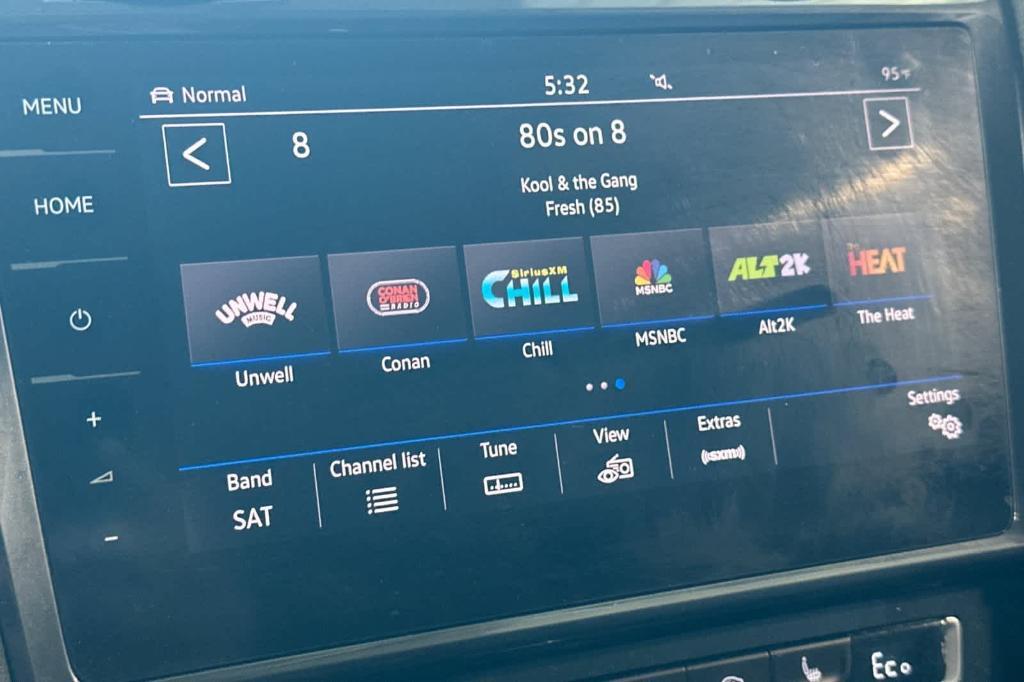 MENU
HOME
+
-
Normal
5:32
95°F
<
8
80s on 8
>
Kool & the Gang
Fresh (85)
UNWELL
MUSIC
Unwell
CONAN
O'BRIEN
RADIO
Conan
SiriusXM
CHILL
Chill
MSNBC
MSNBC
ALT2K
Alt2K
The
HEAT
The Heat
Band
SAT
Channel list
Tune
View
Extras
((sxm))
Settings
Eco